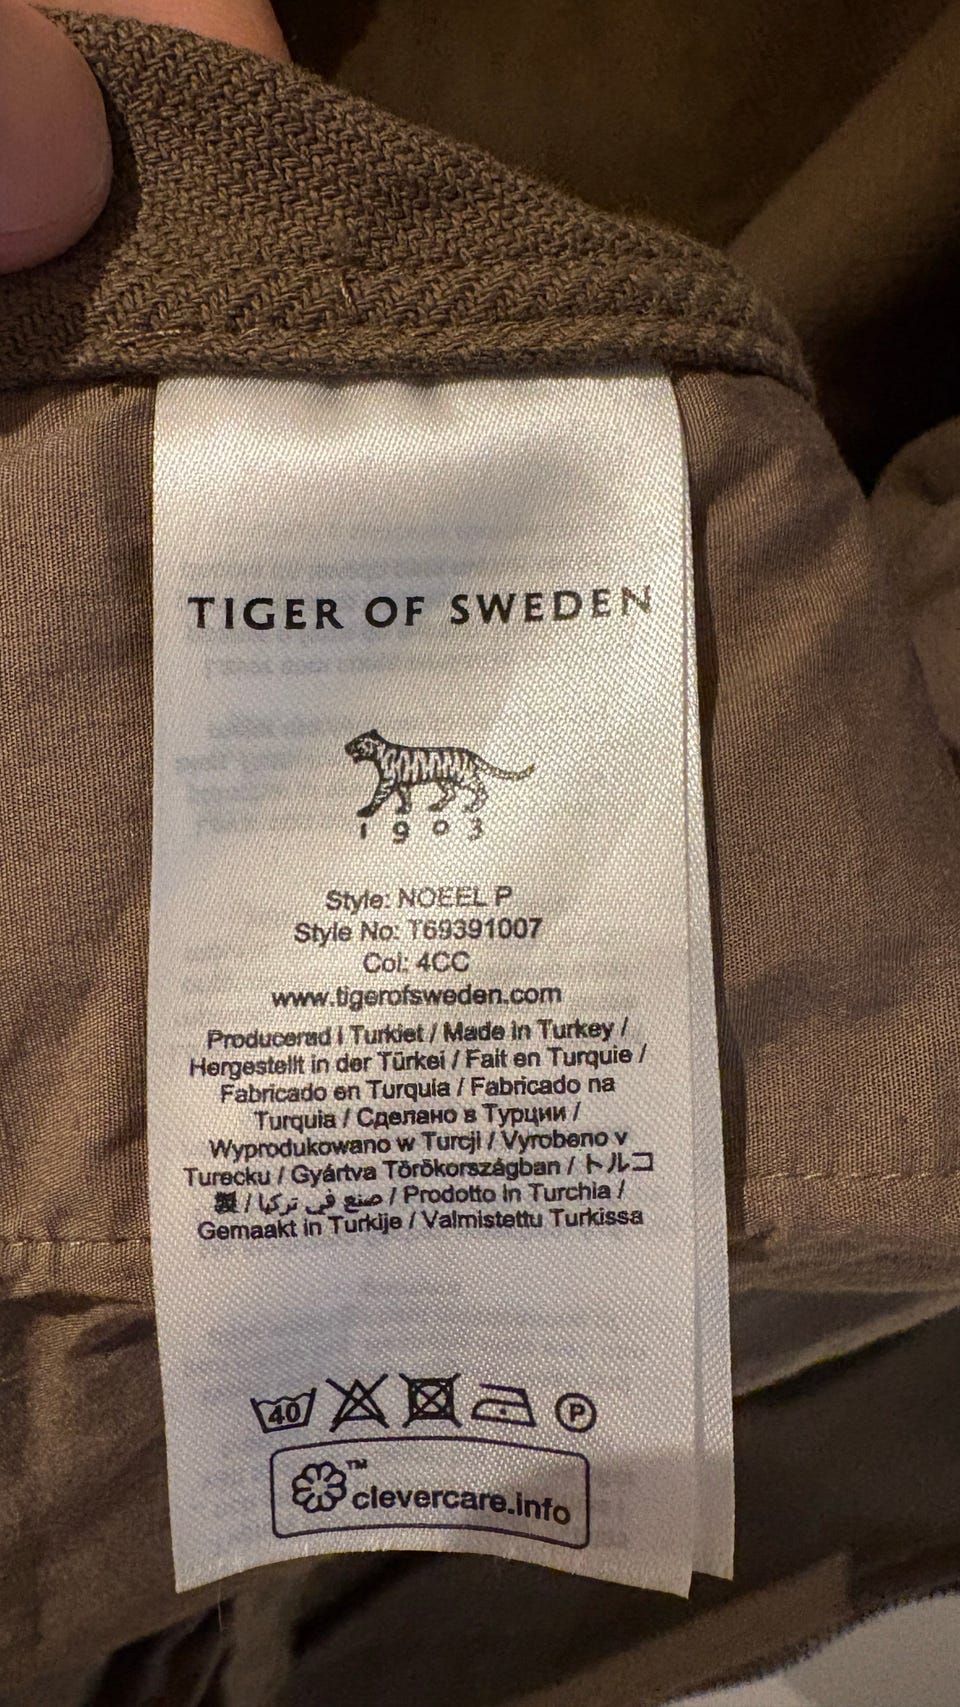 TIGER OF SWEDEN
1903
Style: NOEEL P
Style No: T69391007
Col: 4CC
www.tigerofsweden.com
Producerad i Turkiet / Made in Turkey /
Hergestellt in der Türkei / Fait en Turquie /
Fabricado en Turquía / Fabricado na
Turquia / Сделано в Турции /
Wyprodukowano w Turcji / Vyrobeno v
Turecku / Gyártva Törökországban / トルコ
製 / صنع في تركيا / Prodotto in Turchia /
Gemaakt in Turkije / Valmistettu Turkissa
40 P
™ clevercare.info